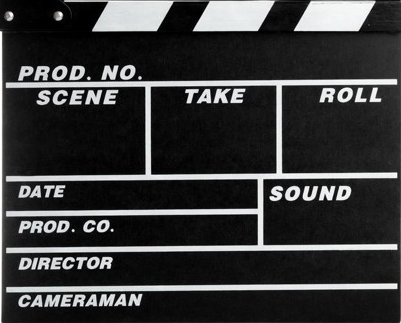 PROD. NO.
SCENE TAKE ROLL
DATE SOUND
PROD. CO.
DIRECTOR
CAMERAMAN